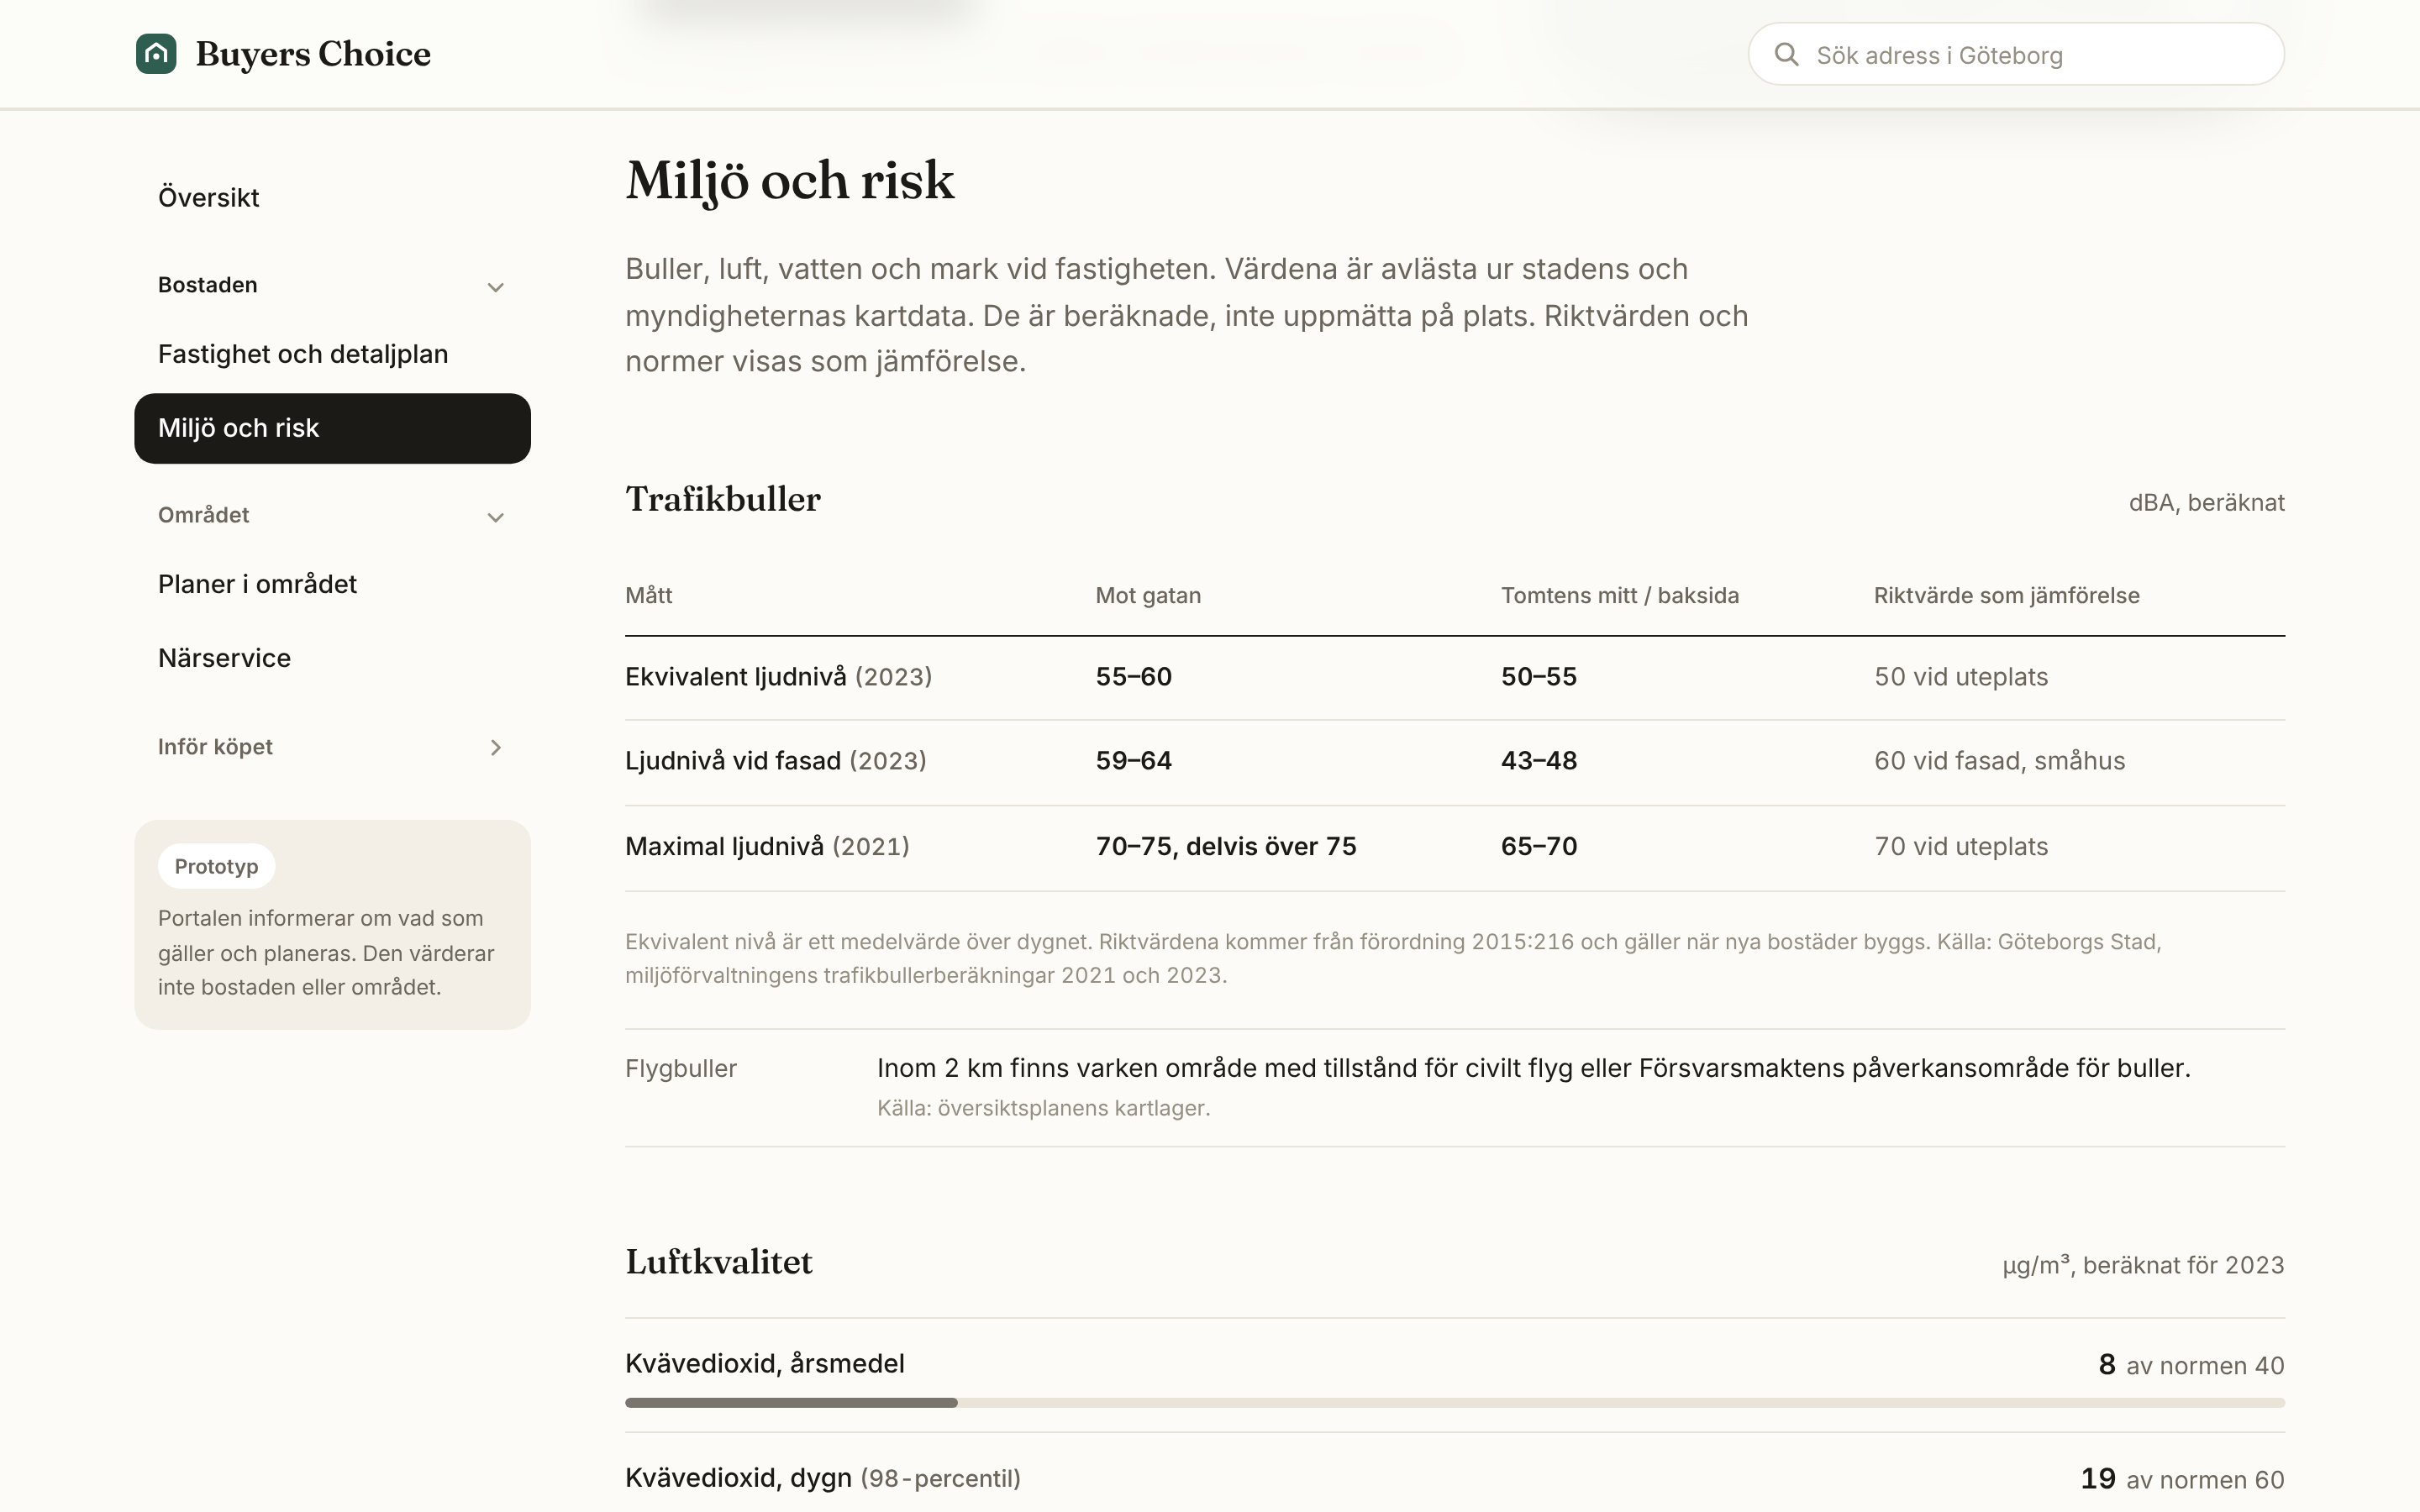 Buyers Choice
Sök adress i Göteborg
Översikt
Bostaden
Fastighet och detaljplan
Miljö och risk
Området
Planer i området
Närservice
Inför köpet
Prototyp
Portalen informerar om vad som
gäller och planeras. Den värderar
inte bostaden eller området.
Miljö och risk
Buller, luft, vatten och mark vid fastigheten. Värdena är avlästa ur stadens och
myndigheternas kartdata. De är beräknade, inte uppmätta på plats. Riktvärden och
normer visas som jämförelse.
Trafikbuller dBA, beräknat
Mått Mot gatan Tomtens mitt / baksida Riktvärde som jämförelse
Ekvivalent ljudnivå (2023) 55–60 50–55 50 vid uteplats
Ljudnivå vid fasad (2023) 59–64 43–48 60 vid fasad, småhus
Maximal ljudnivå (2021) 70–75, delvis över 75 65–70 70 vid uteplats
Ekvivalent nivå är ett medelvärde över dygnet. Riktvärdena kommer från förordning 2015:216 och gäller när nya bostäder byggs. Källa: Göteborgs Stad,
miljöförvaltningens trafikbullerberäkningar 2021 och 2023.
Flygbuller Inom 2 km finns varken område med tillstånd för civilt flyg eller Försvarsmaktens påverkansområde för buller.
Källa: översiktsplanens kartlager.
Luftkvalitet µg/m³, beräknat för 2023
Kvävedioxid, årsmedel 8 av normen 40
Kvävedioxid, dygn (98-percentil) 19 av normen 60